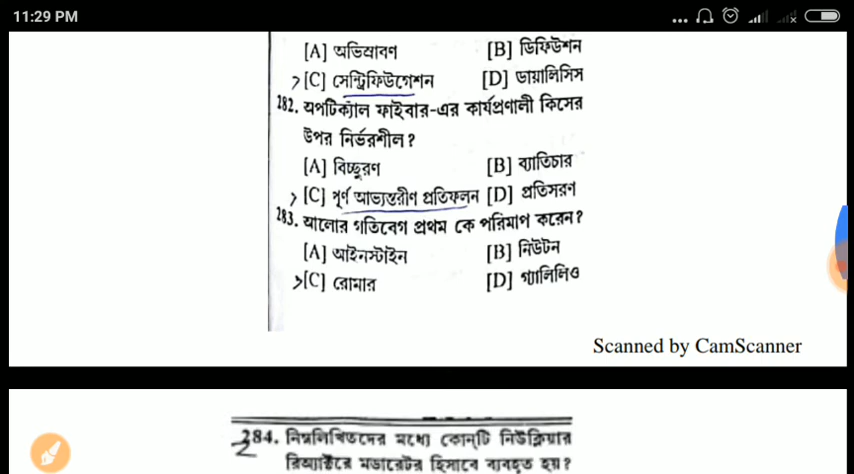 11:29 PM
[A] অভিস্রাবণ [B] ডিফিউশন
[C] সেন্ট্রিফিউগেশন [D] ডায়ালিসিস
282. অপটিক্যাল ফাইবার-এর কার্যপ্রণালী কিসের
উপর নির্ভরশীল?
[A] বিচ্ছুরণ [B] ব্যাতিচার
[C] পূর্ণ আভ্যন্তরীণ প্রতিফলন [D] প্রতিসরণ
283. আলোর গতিবেগ প্রথম কে পরিমাপ করেন?
[A] আইনস্টাইন [B] নিউটন
[C] রোমার [D] গ্যালিলিও
Scanned by CamScanner
284. নিম্নলিখিতদের মধ্যে কোন্‌টি নিউক্লিয়ার
রিঅ্যাক্টরে মডারেটর হিসাবে ব্যবহৃত হয়?